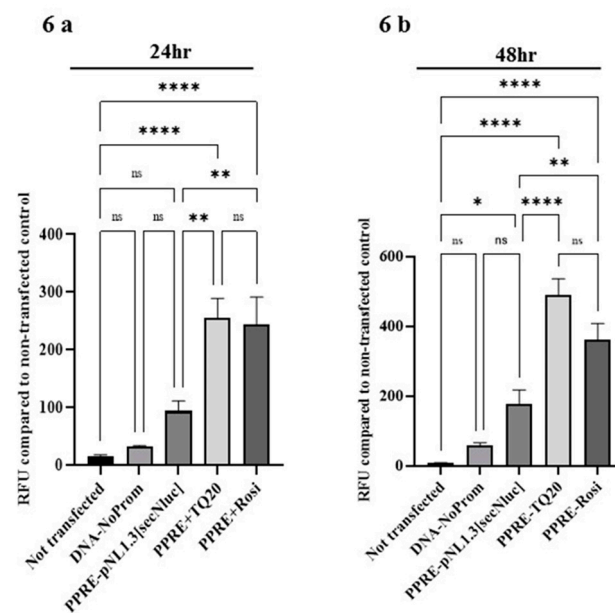 6 a
24hr
****
****
ns
**
ns
ns
**
ns
RFU compared to non-transfected control
400
300
200
100
0
Not transfected
DNA-NoProm
PPRE-pNL1.3[secNluc]
PPRE+TQ20
PPRE+Rosi
6 b
48hr
****
****
**
*
****
ns
ns
ns
RFU compared to non-transfected control
600
400
200
0
Not transfected
DNA-NoProm
PPRE-pNL1.3[secNluc]
PPRE-TQ20
PPRE-Rosi